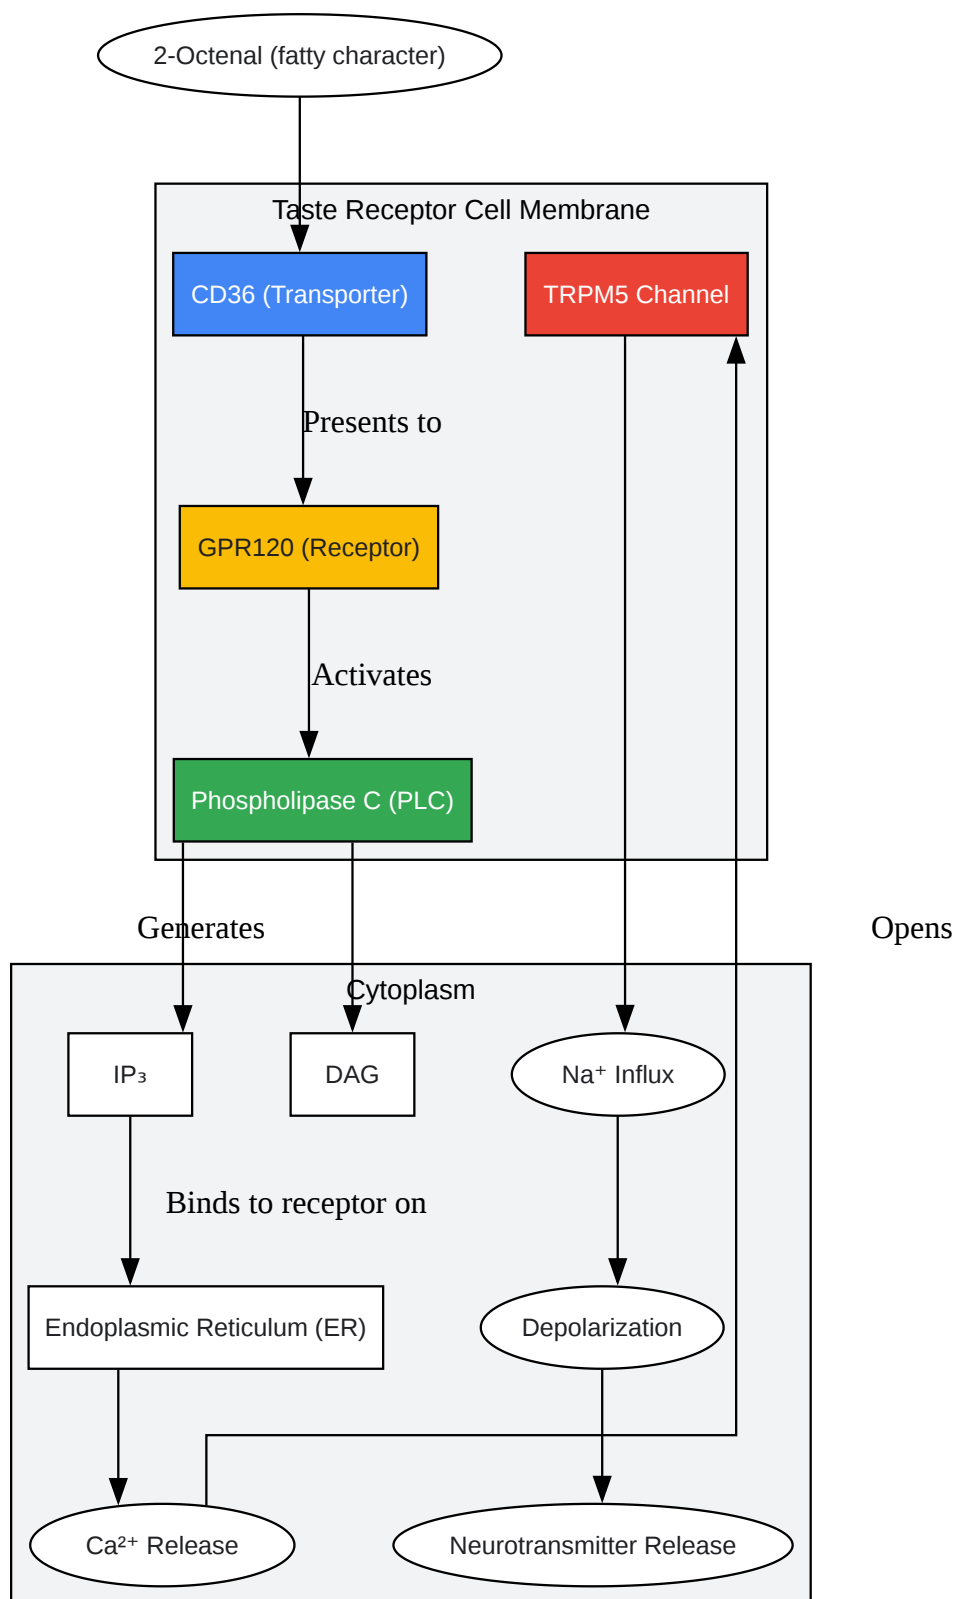 2-Octenal (fatty character)
Taste Receptor Cell Membrane
CD36 (Transporter)
TRPM5 Channel
Presents to
GPR120 (Receptor)
Activates
Phospholipase C (PLC)
Generates
Opens
Cytoplasm
IP₃
DAG
Na⁺ Influx
Binds to receptor on
Endoplasmic Reticulum (ER)
Depolarization
Ca²⁺ Release
Neurotransmitter Release